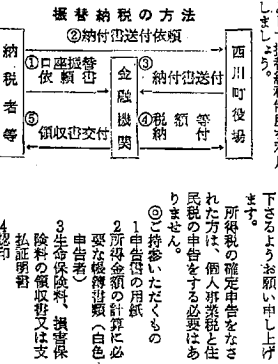 しましょう。
振替納税の方法
②納付書送付依頼
納税者等
①口座振替
依頼書
金融機関
③
納付書送付
西川町役場
⑤
領収書交付
④税額等
付
下さるようお願い申し上げ
ます。
所得税の確定申告をなさ
れた方は、個人事業税と住
民税の申告をする必要はあ
りません。
◎ご持参いただくもの
1申告書の用紙
2所得金額の計算に必
要な帳簿書類(白色
申告者)
3生命保険料、損害保
険料の領収書又は支
払証明書
4認印